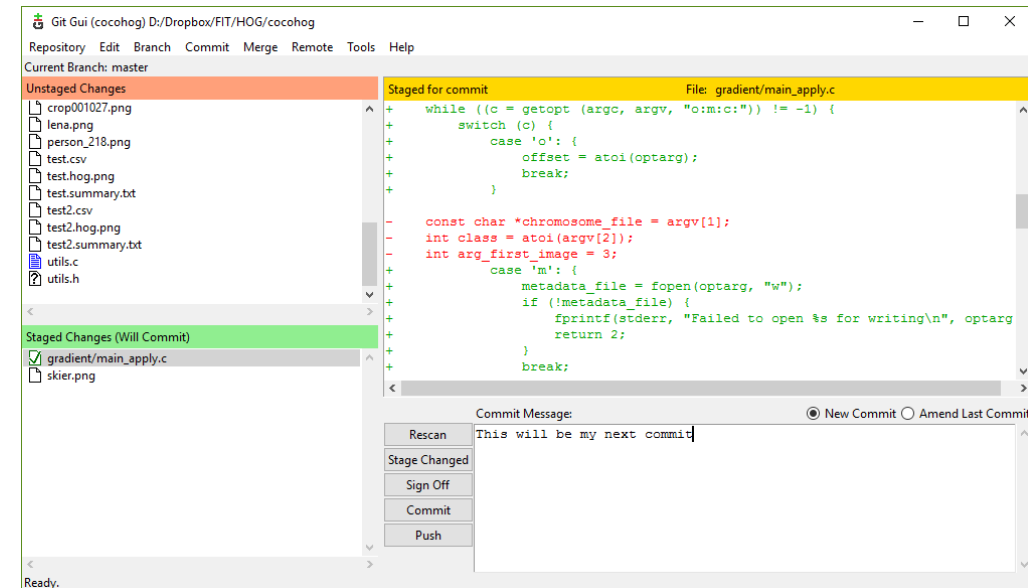 Git Gui (cocohog) D:/Dropbox/FIT/HOG/cocohog
Repository Edit Branch Commit Merge Remote Tools Help
Current Branch: master
Unstaged Changes
crop001027.png
lena.png
person_218.png
test.csv
test.hog.png
test.summary.txt
test2.csv
test2.hog.png
test2.summary.txt
utils.c
utils.h
Staged Changes (Will Commit)
gradient/main_apply.c
skier.png
Staged for commit File: gradient/main_apply.c
+    while ((c = getopt (argc, argv, "o:m:c:")) != -1) {
+        switch (c) {
+            case 'o': {
+                offset = atoi(optarg);
+                break;
+            }
-    const char *chromosome_file = argv[1];
-    int class = atoi(argv[2]);
-    int arg_first_image = 3;
+            case 'm': {
+                metadata_file = fopen(optarg, "w");
+                if (!metadata_file) {
+                    fprintf(stderr, "Failed to open %s for writing\n", optarg
+                    return 2;
+                }
+                break;
Commit Message: New Commit Amend Last Commit
Rescan
Stage Changed
Sign Off
Commit
Push
This will be my next commit
Ready.